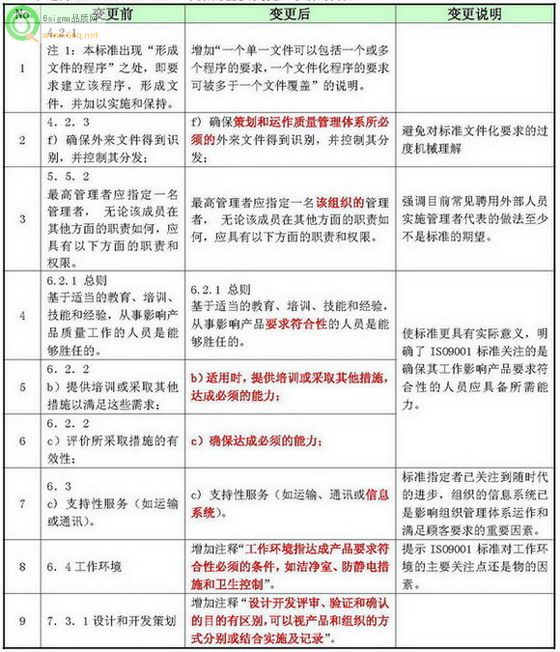 6sigma品质网
www.6sq.net
No 变更前 变更后 变更说明
1
4.2.1
注 1：本标准出现“形成
文件的程序”之处，即要
求建立该程序，形成文
件，并加以实施和保持。
增加“一个单一文件可以包括一个或多
个程序的要求，一个文件化程序的要求
可被多于一个文件覆盖”的说明。
2
4．2．3
f）确保外来文件得到识
别，并控制其分发；
f）确保策划和运作质量管理体系所必
须的外来文件得到识别，并控制其分
发；
避免对标准文件化要求的过
度机械理解
3
5．5．2
最高管理者应指定一名
管理者， 无论该成员在
其他方面的职责如何，应
具有以下方面的职责和
权限。
最高管理者应指定一名该组织的管理
者， 无论该成员在其他方面的职责如
何，应具有以下方面的职责和权限。
强调目前常见聘用外部人员
实施管理者代表的做法至少
不是标准的期望。
4
6.2.1 总则
基于适当的教育、培训、
技能和经验，从事影响产
品质量工作的人员是能
够胜任的。
6.2.1 总则
基于适当的教育、培训、技能和经验，
从事影响产品要求符合性的人员是能
够胜任的。
使标准更具有实际意义，明
确了 ISO9001 标准关注的是
确保其工作影响产品要求符
合性的人员应具备所需能
力。
5
6．2．2
b）提供培训或采取其他
措施以满足这些需求；
b）适用时，提供培训或采取其他措施，
达成必须的能力；
6
6．2．2
c）评价所采取措施的有
效性；
c）确保达成必须的能力；
7
6．3
c）支持性服务（如运输
或通讯）。
c）支持性服务（如运输、通讯或信息
系统）。
标准指定者已关注到随时代
的进步，组织的信息系统已
是影响组织管理体系运作和
满足顾客要求的重要因素。
8
6．4 工作环境
增加注释“工作环境指达成产品要求符
合性必须的条件，如洁净室、防静电措
施和卫生控制”。
提示 ISO9001 标准对工作环
境的主要关注点还是物的因
素。
9
7．3．1 设计和开发策划
增加注释“设计开发评审、验证和确认
的目的有区别，可以视产品和组织的方
式分别或结合实施及记录”。